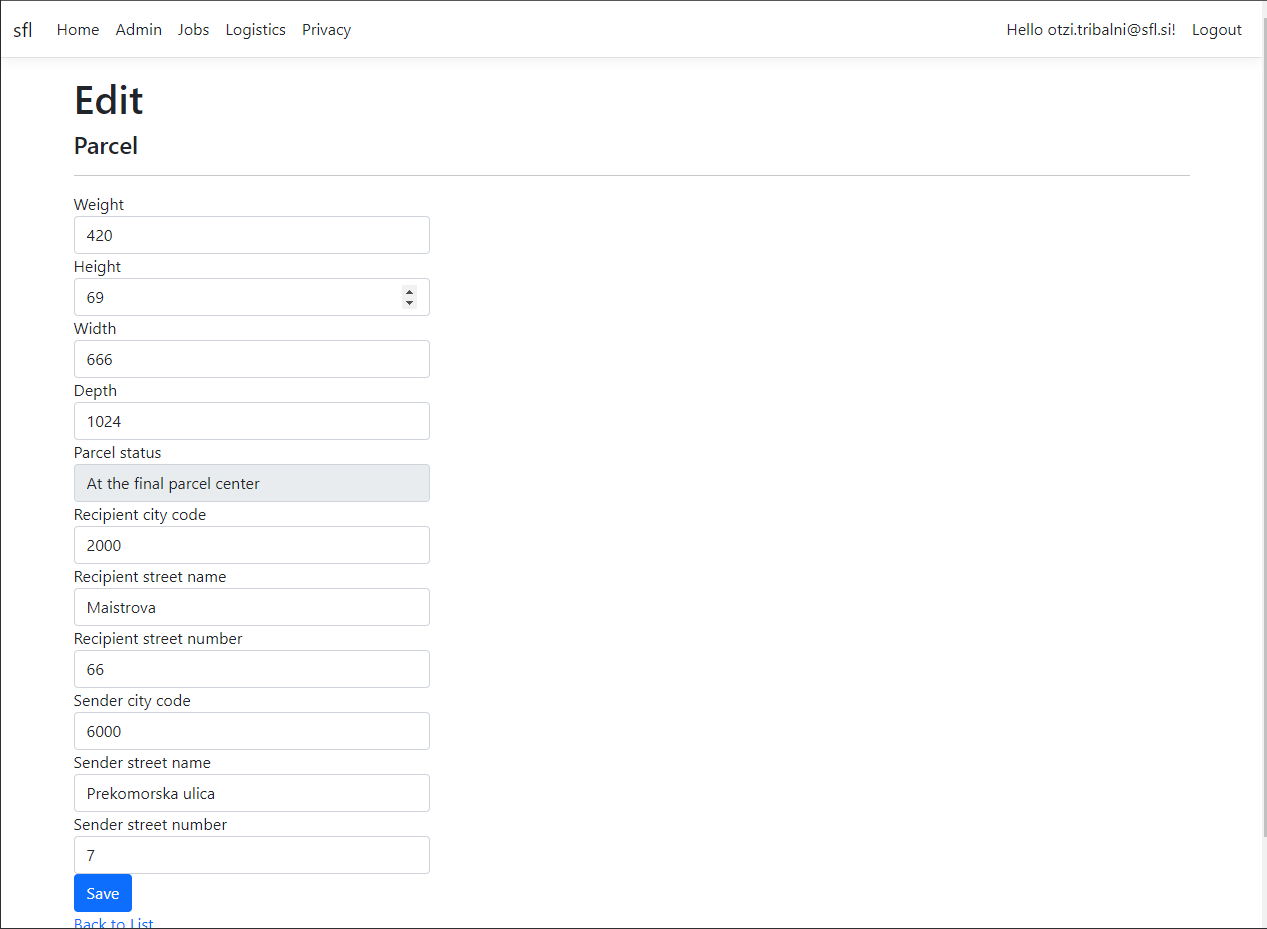 sfl Home Admin Jobs Logistics Privacy Hello otzi.tribalni@sfl.si! Logout
Edit
Parcel
Weight
420
Height
69
Width
666
Depth
1024
Parcel status
At the final parcel center
Recipient city code
2000
Recipient street name
Maistrova
Recipient street number
66
Sender city code
6000
Sender street name
Prekomorska ulica
Sender street number
7
Save
Back to List